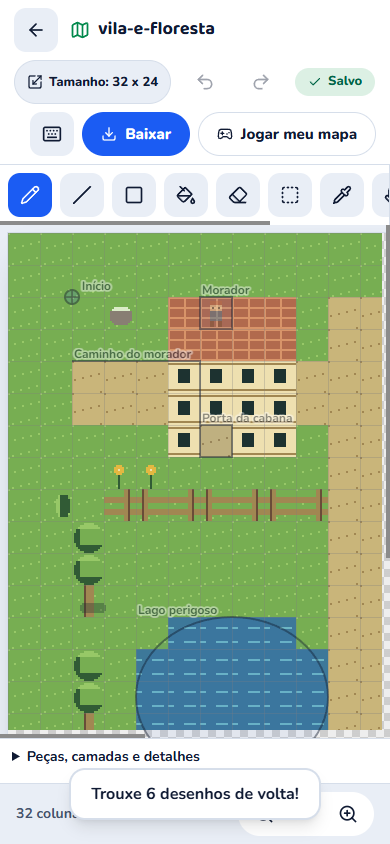 vila-e-floresta
Tamanho: 32 x 24
Salvo
Baixar
Jogar meu mapa
Início
Morador
Caminho do morador
Porta da cabana
Lago perigoso
Peças, camadas e detalhes
Trouxe 6 desenhos de volta!
32